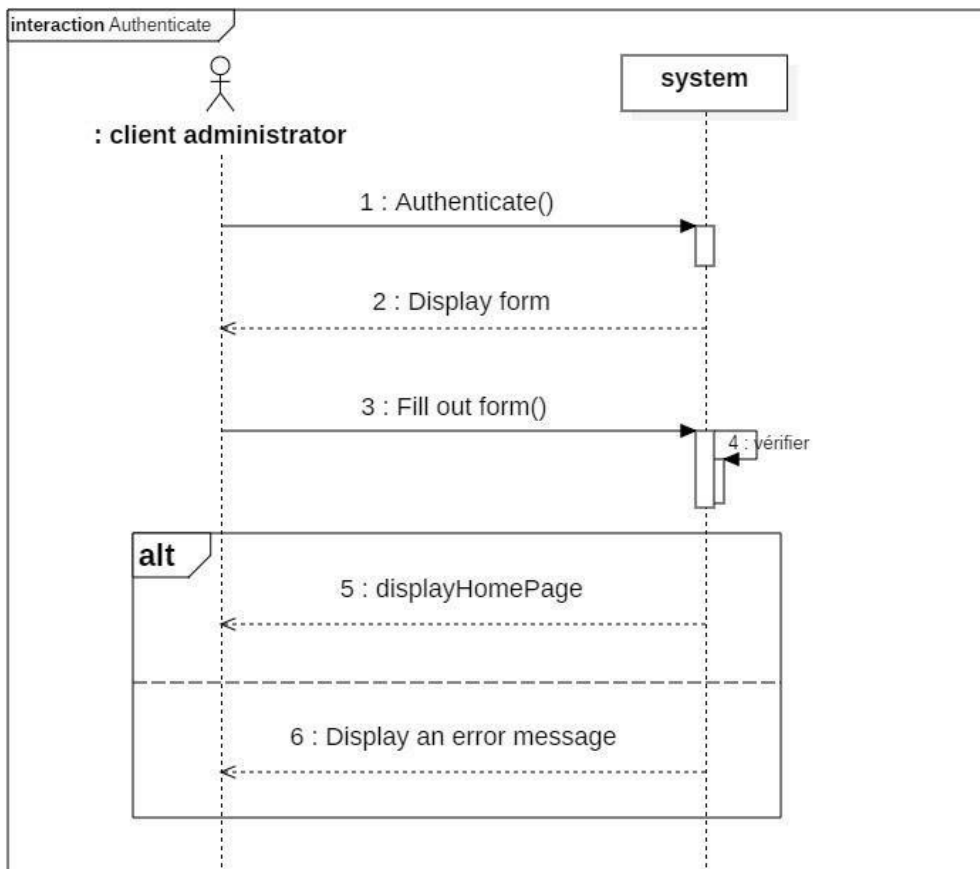 interaction Authenticate
system
: client administrator
1 : Authenticate()
2 : Display form
3 : Fill out form()
4 : vérifier
alt
5 : displayHomePage
6 : Display an error message